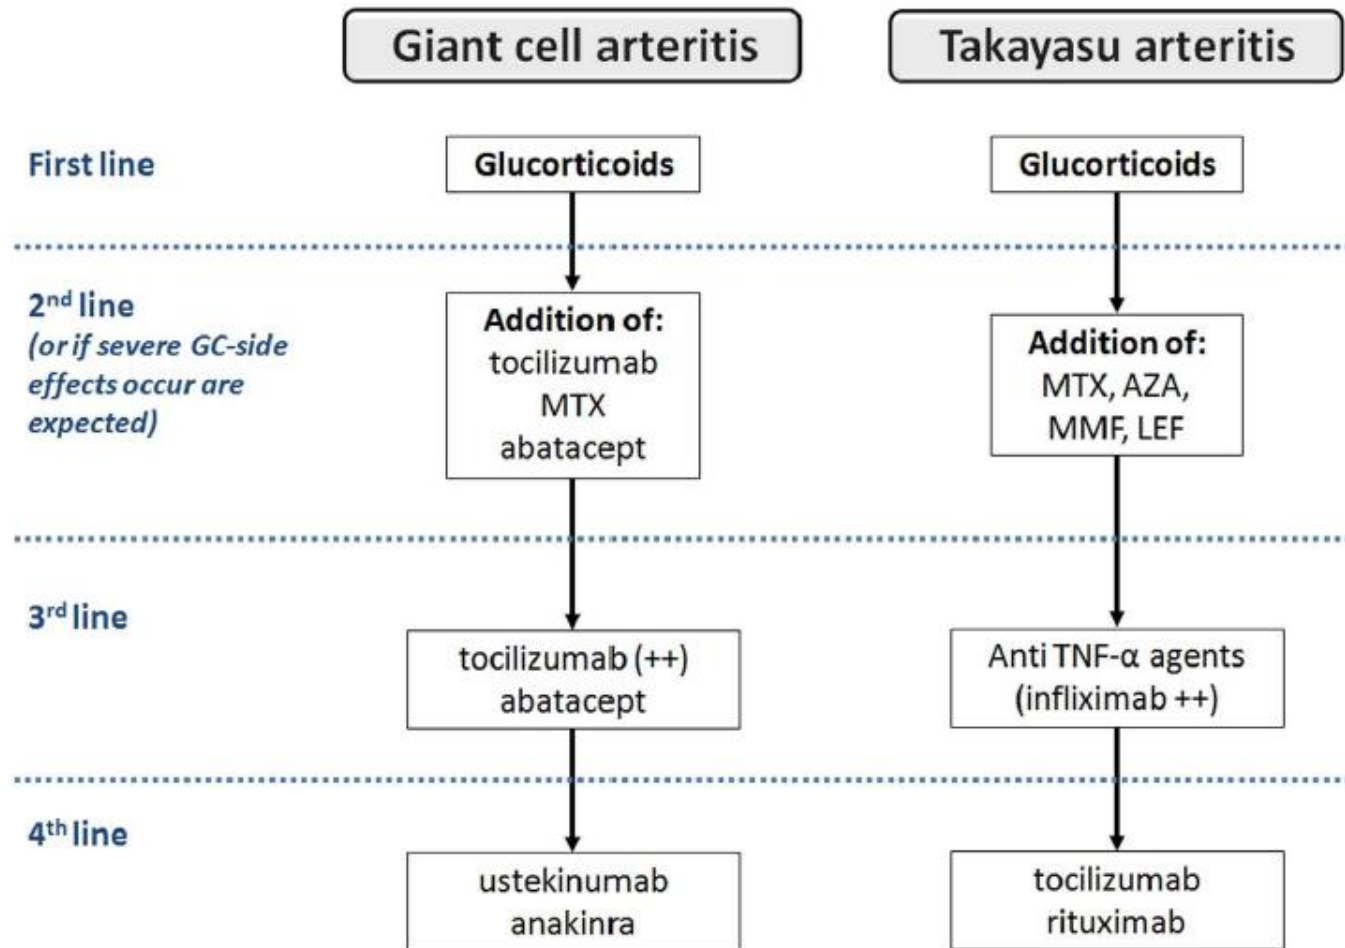 Giant cell arteritis
Takayasu arteritis
First line
Glucorticoids
Glucorticoids
2nd line
(or if severe GC-side
effects occur are
expected)
Addition of:
tocilizumab
MTX
abatacept
Addition of:
MTX, AZA,
MMF, LEF
3rd line
tocilizumab (++)
abatacept
Anti TNF-α agents
(infliximab ++)
4th line
ustekinumab
anakinra
tocilizumab
rituximab